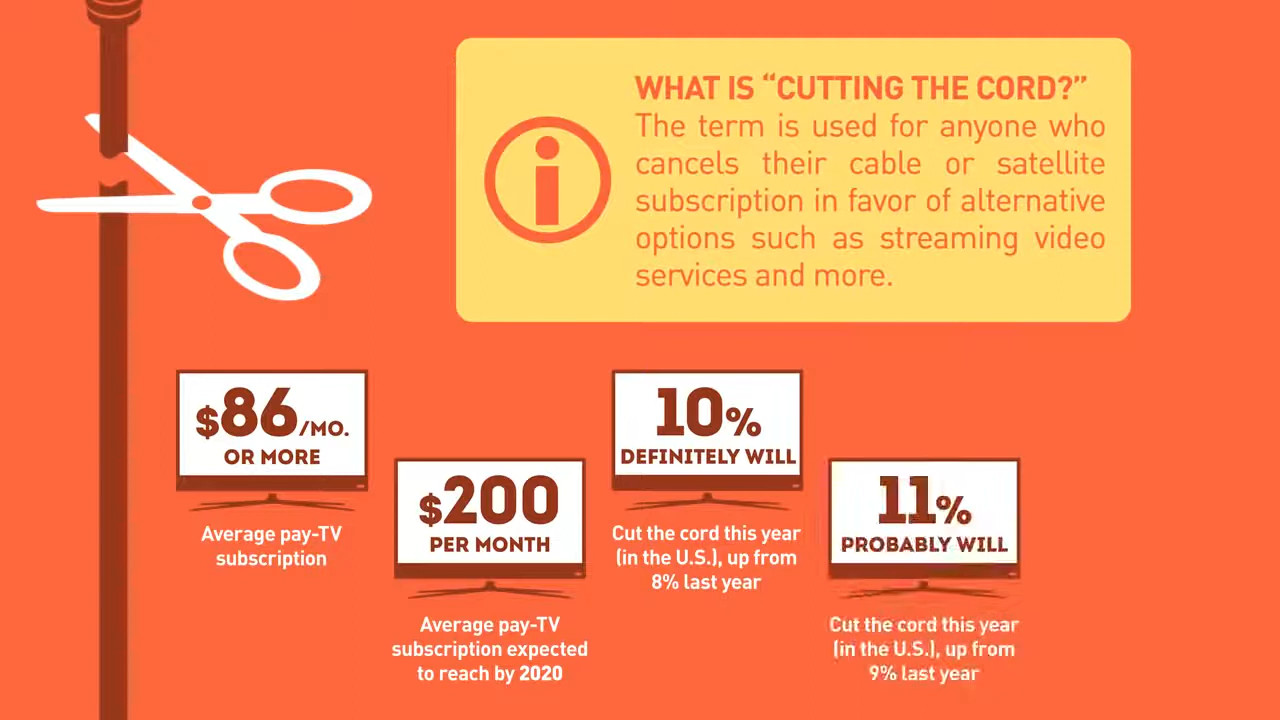 WHAT IS “CUTTING THE CORD?”
The term is used for anyone who
cancels their cable or satellite
subscription in favor of alternative
options such as streaming video
services and more.
$86/MO.
OR MORE
Average pay-TV
subscription
$200
PER MONTH
Average pay-TV
subscription expected
to reach by 2020
10%
DEFINITELY WILL
Cut the cord this year
(in the U.S.), up from
8% last year
11%
PROBABLY WILL
Cut the cord this year
(in the U.S.), up from
9% last year